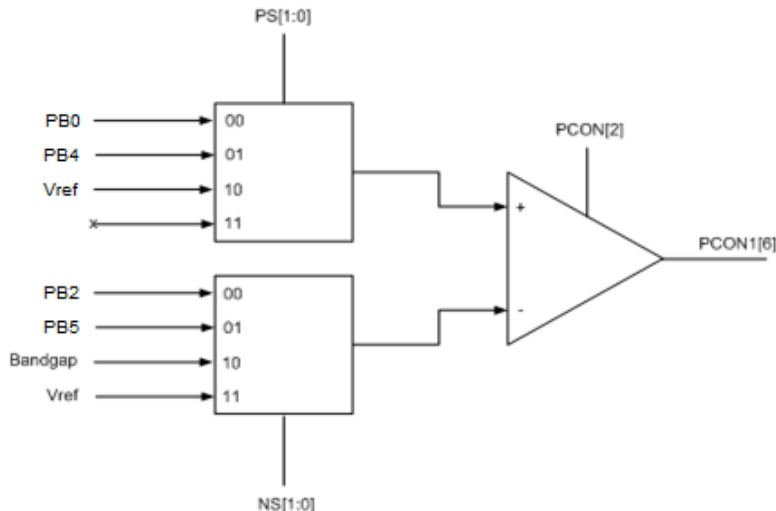 PS[1:0]
PB0
00
PB4
01
Vref
10
x
11
PCON[2]
+
PCON1[6]
-
PB2
00
PB5
01
Bandgap
10
Vref
11
NS[1:0]